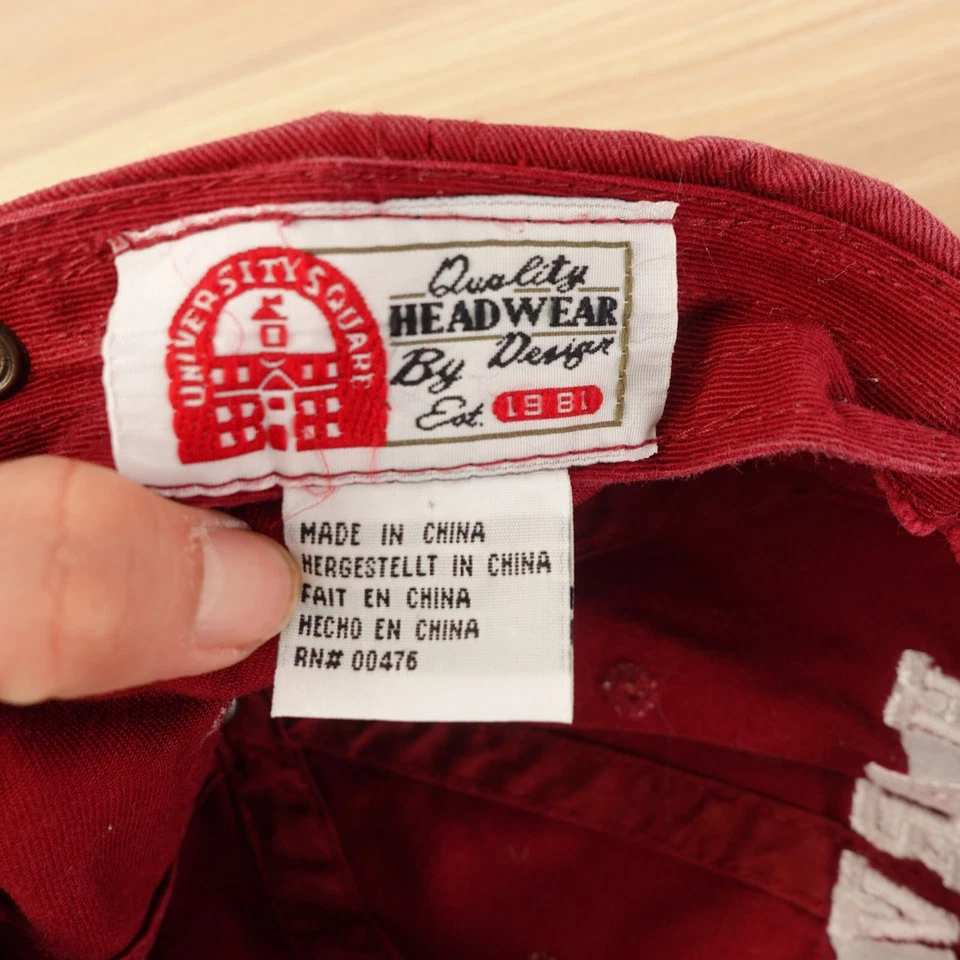 UNIVERSITY SQUARE
Quality
HEADWEAR
By Design
Est. 1981
MADE IN CHINA
HERGESTELLT IN CHINA
FAIT EN CHINA
HECHO EN CHINA
RN# 00476